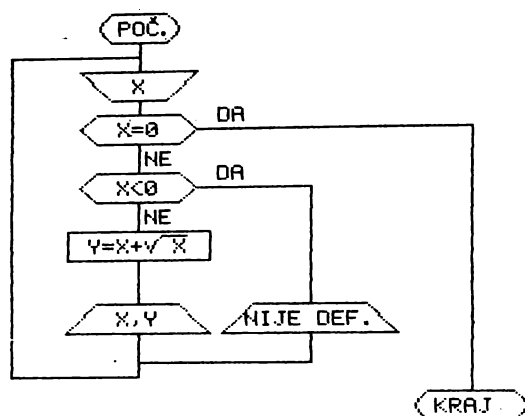 POČ.
X
X=0
DA
NE
X<0
DA
NE
Y=X+√X
X,Y
NIJE DEF.
KRAJ